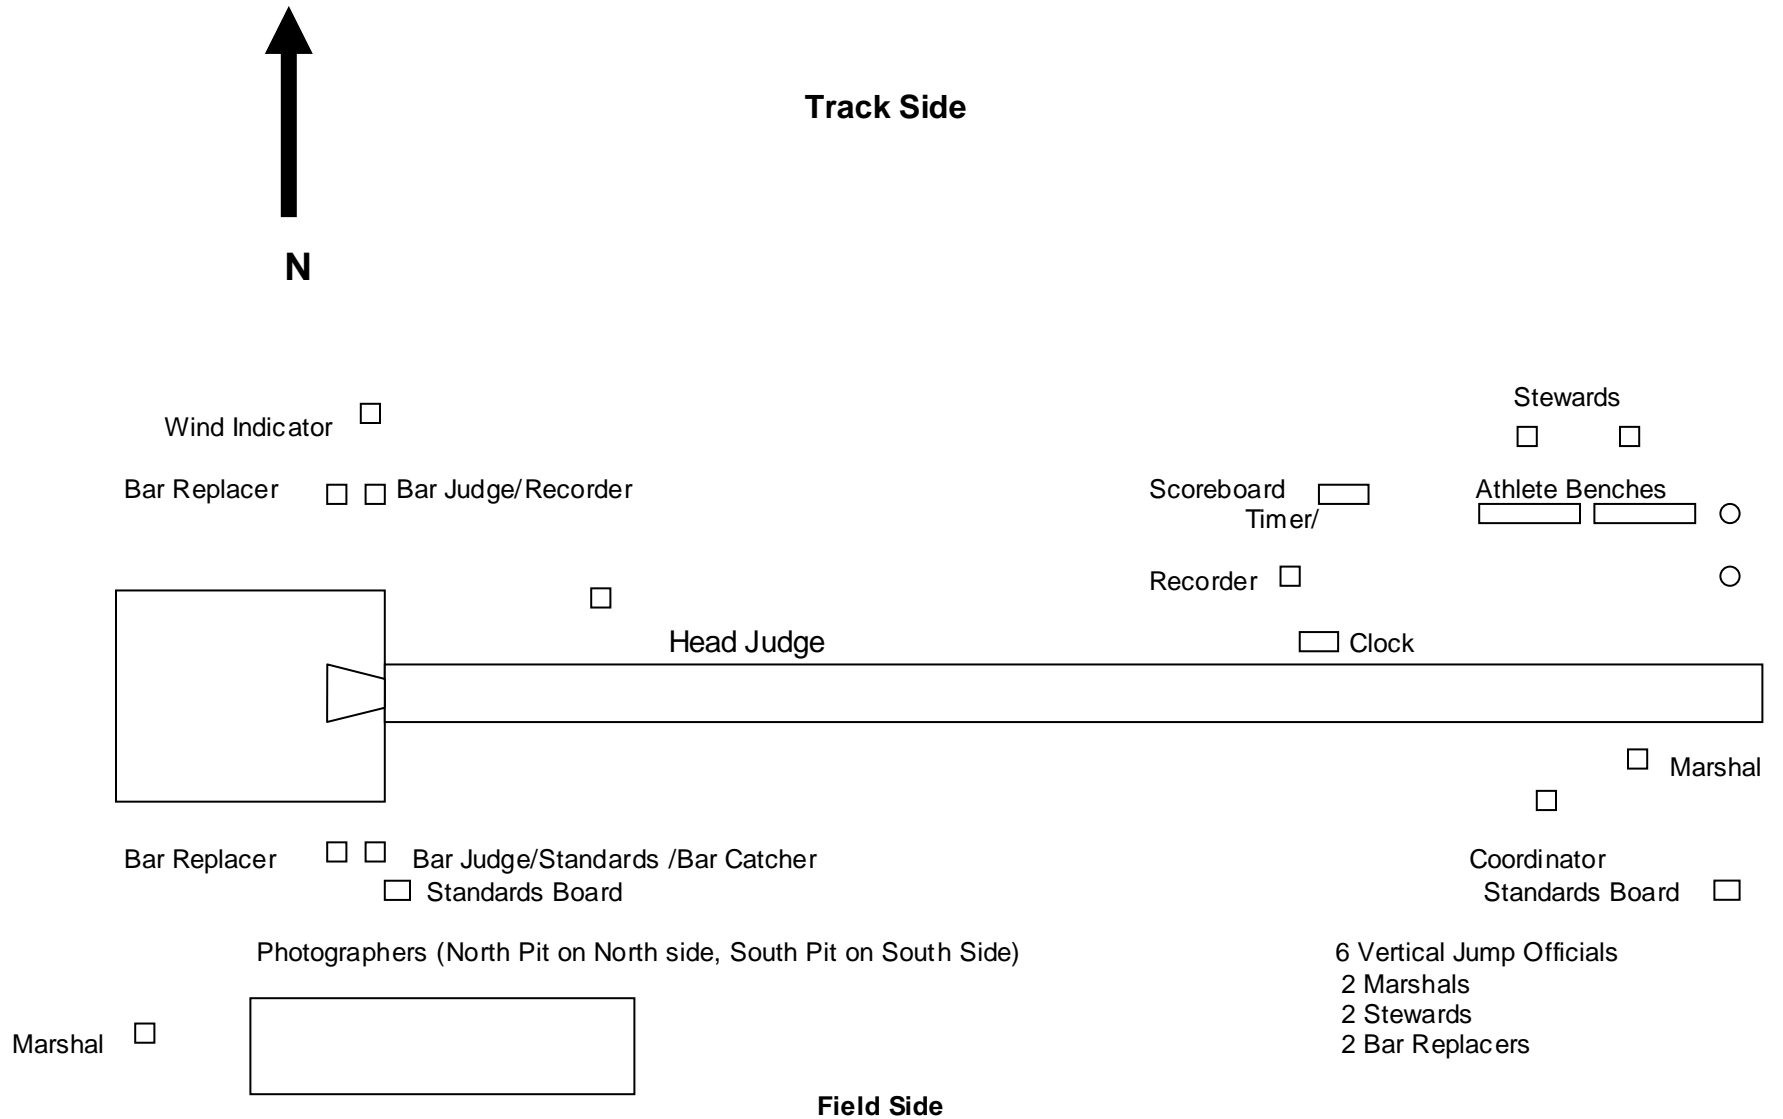 Track Side
N
Stewards
Wind Indicator
Bar Replacer
Bar Judge/Recorder
Scoreboard
Athlete Benches
Timer/
Recorder
Head Judge
Clock
Marshal
Bar Replacer
Bar Judge/Standards /Bar Catcher
Coordinator
Standards Board
Standards Board
Photographers (North Pit on North side, South Pit on South Side)
6 Vertical Jump Officials
2 Marshals
2 Stewards
2 Bar Replacers
Marshal
Field Side